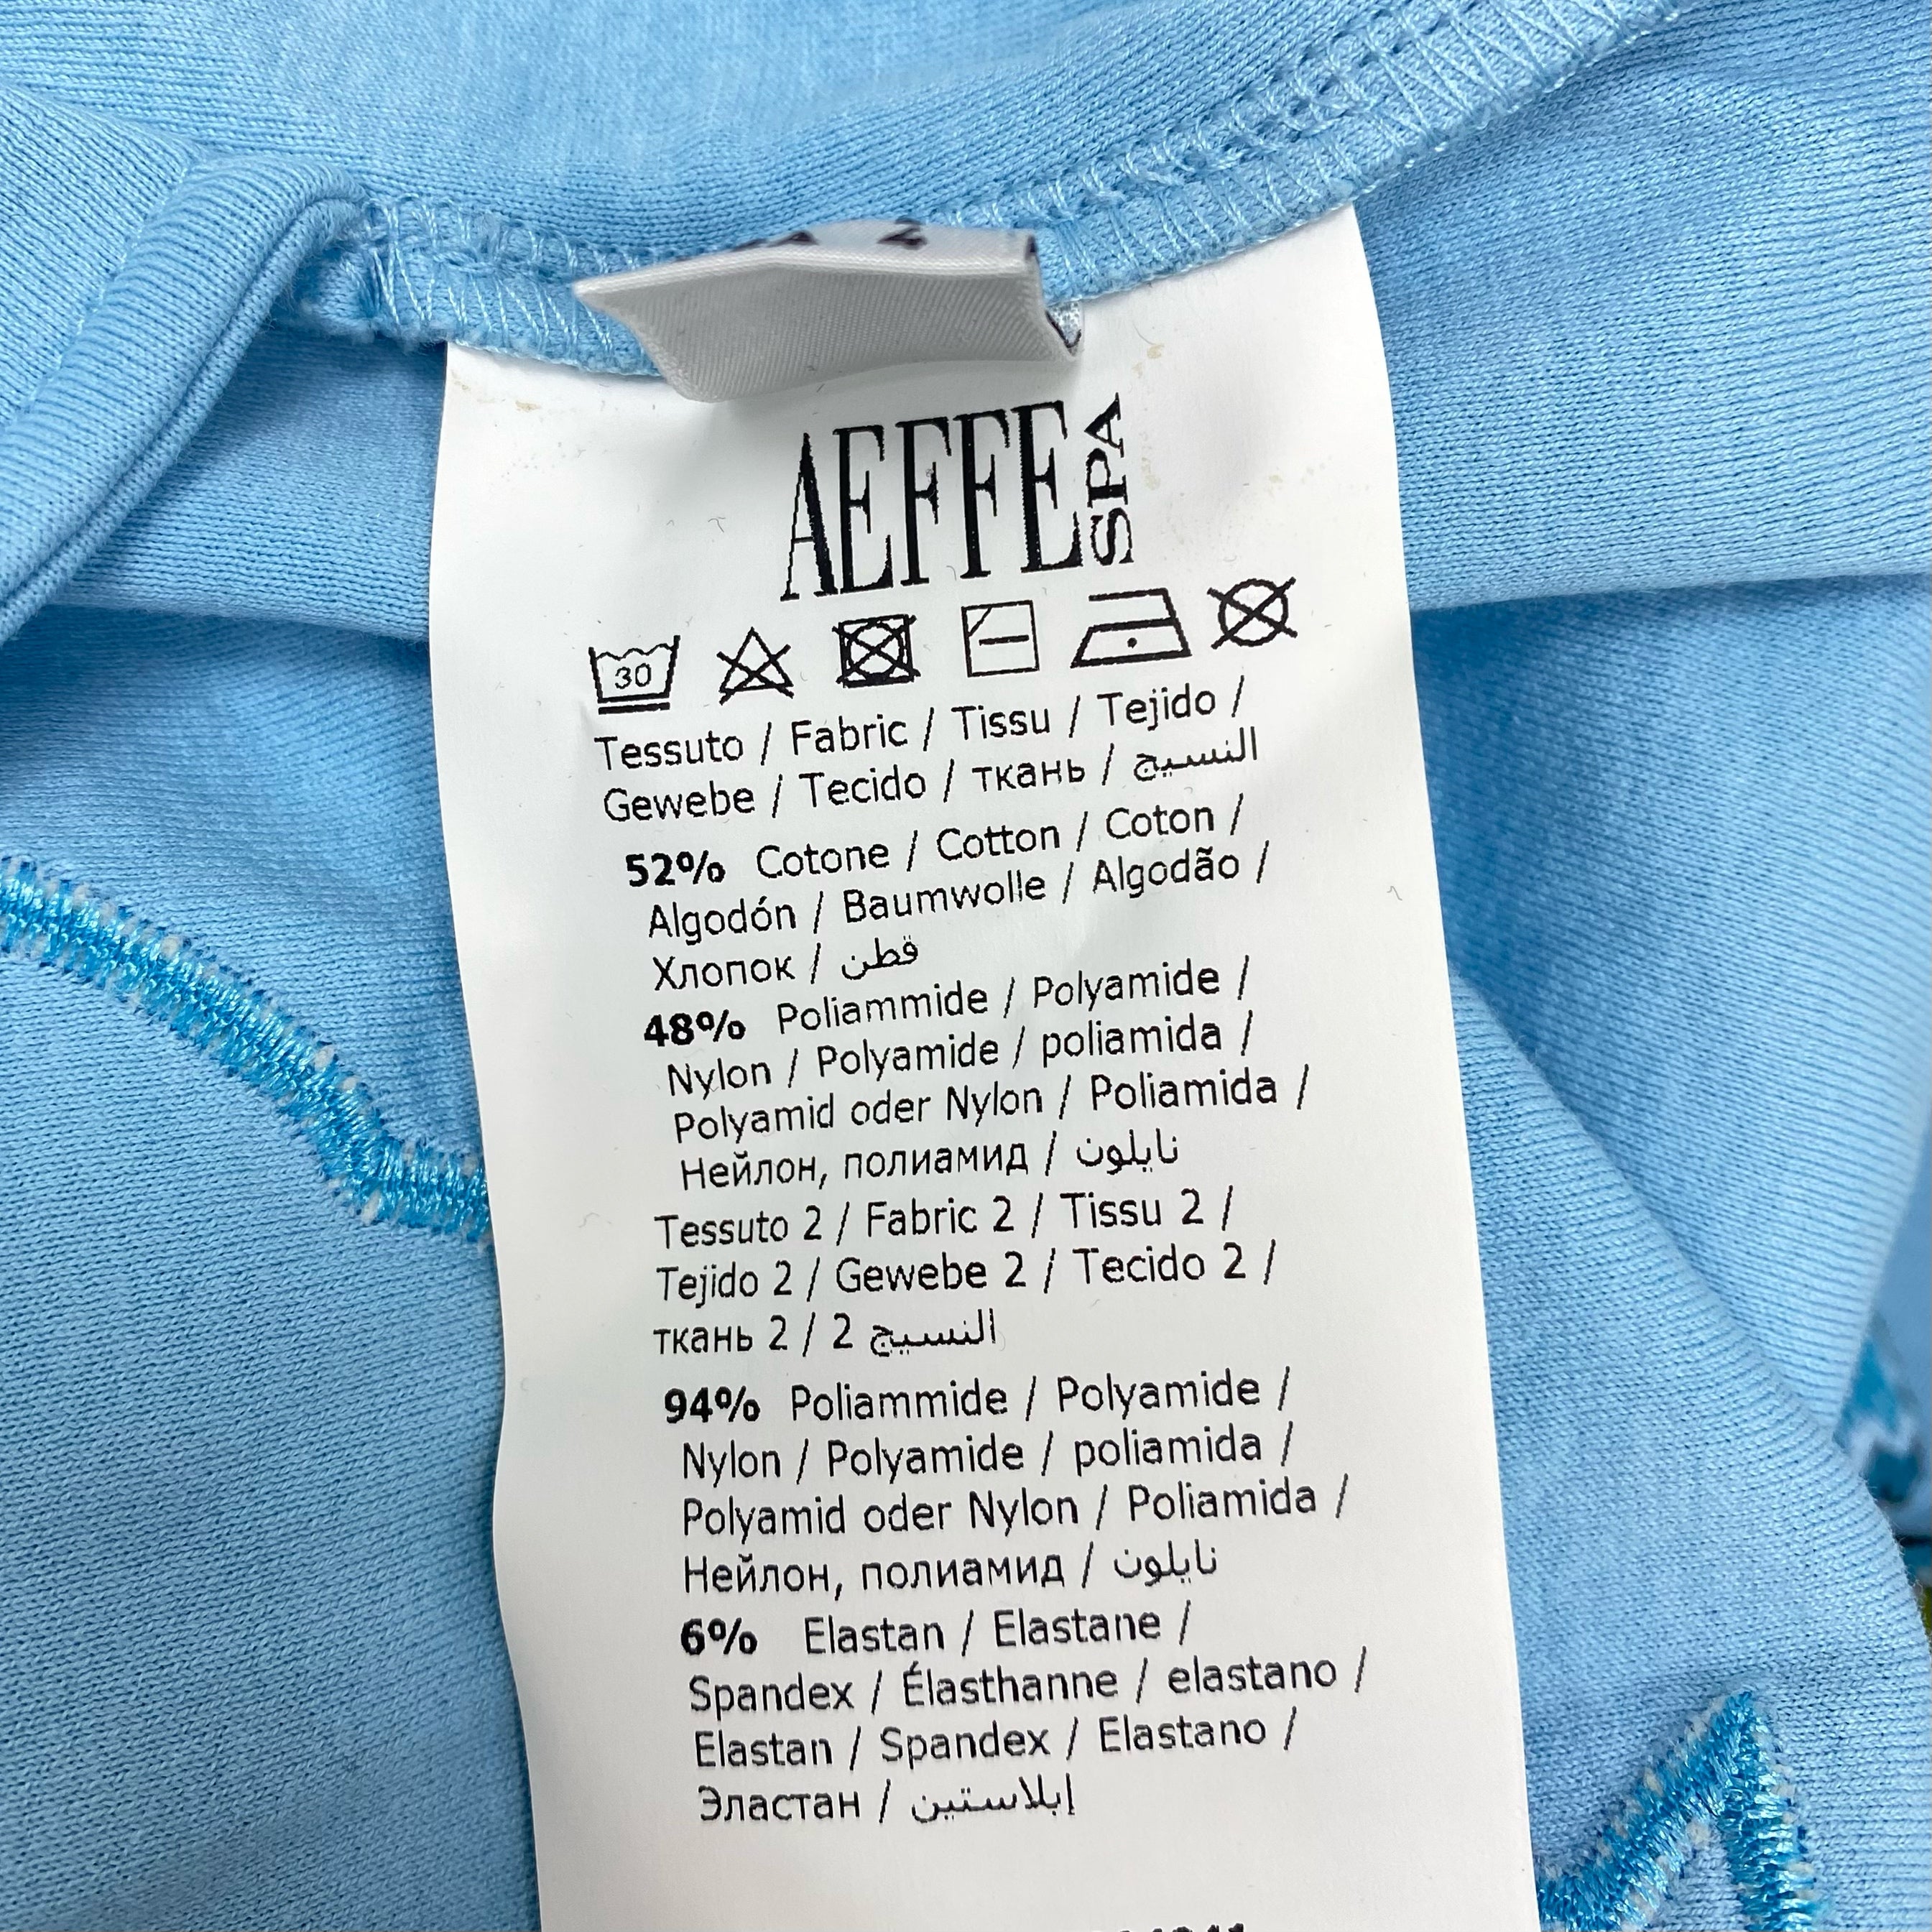 AEFFE SPA
30
Tessuto / Fabric / Tissu / Tejido /
Gewebe / Tecido / ткань / النسيج
52% Cotone / Cotton / Coton /
Algodón / Baumwolle / Algodão /
Хлопок / قطن
48% Poliammide / Polyamide /
Nylon / Polyamide / poliamida /
Polyamid oder Nylon / Poliamida /
Нейлон, полиамид / نايلون
Tessuto 2 / Fabric 2 / Tissu 2 /
Tejido 2 / Gewebe 2 / Tecido 2 /
ткань 2 / 2 النسيج
94% Poliammide / Polyamide /
Nylon / Polyamide / poliamida /
Polyamid oder Nylon / Poliamida /
Нейлон, полиамид / نايلون
6% Elastan / Elastane /
Spandex / Élasthanne / elastano /
Elastan / Spandex / Elastano /
Эластан / إيلاستين